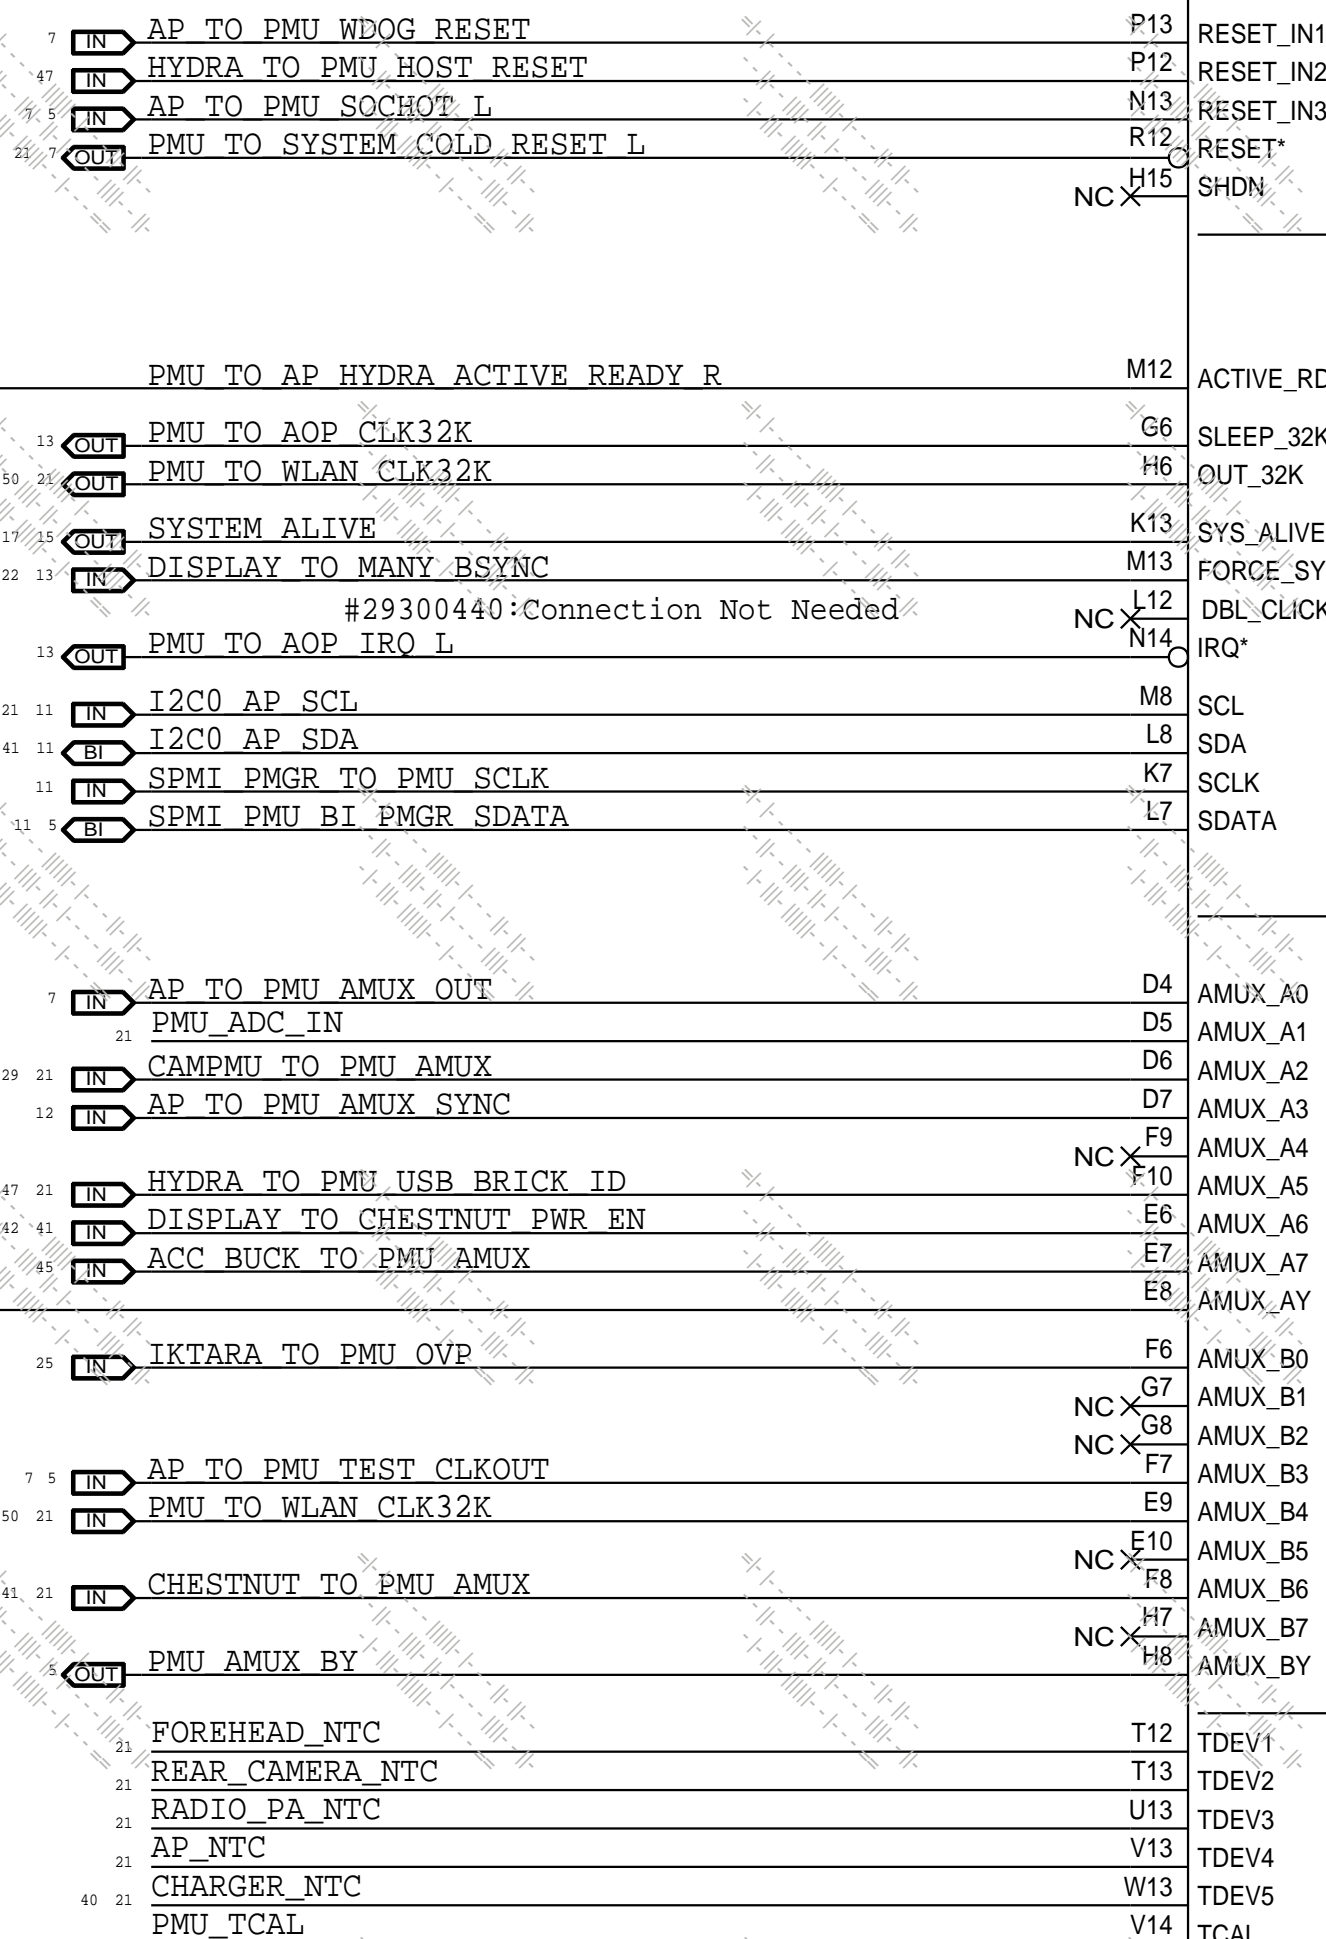 7 IN AP_TO_PMU_WDOG_RESET P13 RESET_IN1
47 IN HYDRA_TO_PMU_HOST_RESET P12 RESET_IN2
7 5 IN AP_TO_PMU_SOCHOT_L N13 RESET_IN3
21 7 OUT PMU_TO_SYSTEM_COLD_RESET_L R12 RESET*
NC H15 SHDN
PMU_TO_AP_HYDRA_ACTIVE_READY_R M12 ACTIVE_RD
13 OUT PMU_TO_AOP_CLK32K G6 SLEEP_32K
50 21 OUT PMU_TO_WLAN_CLK32K H6 OUT_32K
17 15 OUT SYSTEM_ALIVE K13 SYS_ALIVE
22 13 IN DISPLAY_TO_MANY_BSYNC M13 FORCE_SY
#29300440:Connection Not Needed NC L12 DBL_CLICK
13 OUT PMU_TO_AOP_IRQ_L N14 IRQ*
21 11 IN I2C0_AP_SCL M8 SCL
41 11 BI I2C0_AP_SDA L8 SDA
11 IN SPMI_PMGR_TO_PMU_SCLK K7 SCLK
11 5 BI SPMI_PMU_BI_PMGR_SDATA L7 SDATA
7 IN AP_TO_PMU_AMUX_OUT D4 AMUX_A0
21 PMU_ADC_IN D5 AMUX_A1
29 21 IN CAMPMU_TO_PMU_AMUX D6 AMUX_A2
12 IN AP_TO_PMU_AMUX_SYNC D7 AMUX_A3
NC F9 AMUX_A4
47 21 IN HYDRA_TO_PMU_USB_BRICK_ID F10 AMUX_A5
42 41 IN DISPLAY_TO_CHESTNUT_PWR_EN E6 AMUX_A6
45 IN ACC_BUCK_TO_PMU_AMUX E7 AMUX_A7
E8 AMUX_AY
25 IN IKTARA_TO_PMU_OVP F6 AMUX_B0
NC G7 AMUX_B1
NC G8 AMUX_B2
7 5 IN AP_TO_PMU_TEST_CLKOUT F7 AMUX_B3
50 21 IN PMU_TO_WLAN_CLK32K E9 AMUX_B4
NC E10 AMUX_B5
41 21 IN CHESTNUT_TO_PMU_AMUX F8 AMUX_B6
NC H7 AMUX_B7
5 OUT PMU_AMUX_BY H8 AMUX_BY
21 FOREHEAD_NTC T12 TDEV1
21 REAR_CAMERA_NTC T13 TDEV2
21 RADIO_PA_NTC U13 TDEV3
21 AP_NTC V13 TDEV4
40 21 CHARGER_NTC W13 TDEV5
PMU_TCAL V14 TCAL